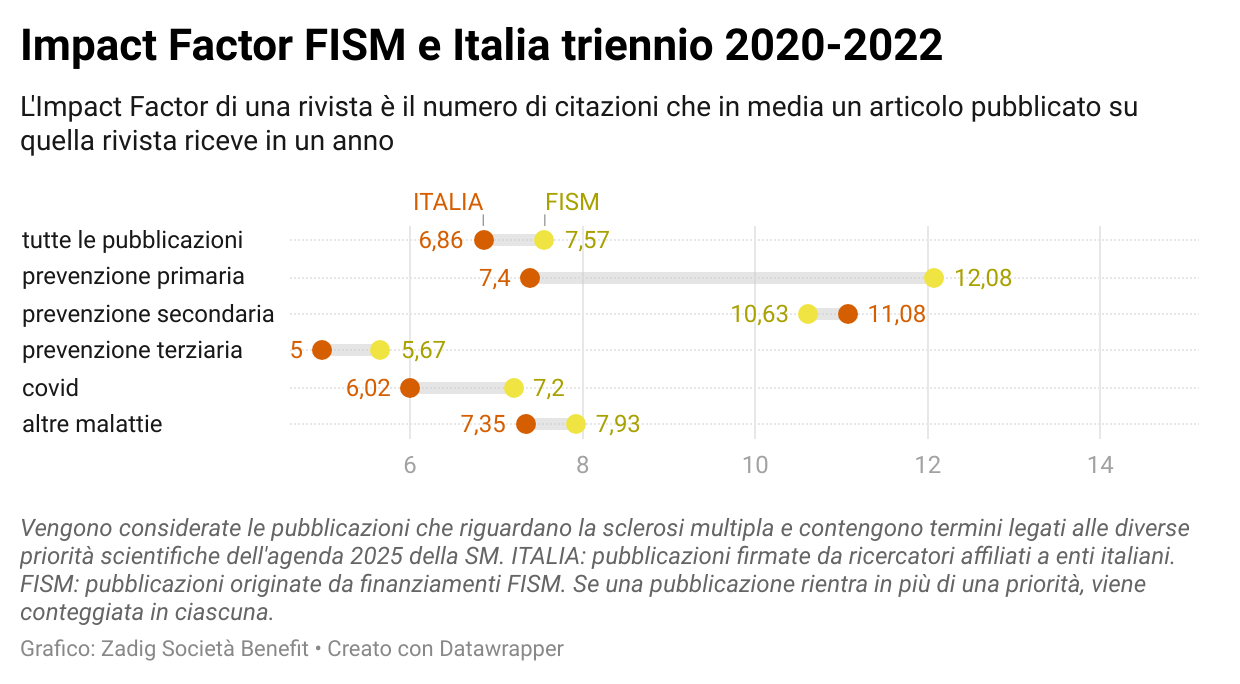 Impact Factor FISM e Italia triennio 2020-2022
L'Impact Factor di una rivista è il numero di citazioni che in media un articolo pubblicato su
quella rivista riceve in un anno
ITALIA FISM
tutte le pubblicazioni 6,86 7,57
prevenzione primaria 7,4 12,08
prevenzione secondaria 10,63 11,08
prevenzione terziaria 5 5,67
covid 6,02 7,2
altre malattie 7,35 7,93
6 8 10 12 14
Vengono considerate le pubblicazioni che riguardano la sclerosi multipla e contengono termini legati alle diverse
priorità scientifiche dell'agenda 2025 della SM. ITALIA: pubblicazioni firmate da ricercatori affiliati a enti italiani.
FISM: pubblicazioni originate da finanziamenti FISM. Se una pubblicazione rientra in più di una priorità, viene
conteggiata in ciascuna.
Grafico: Zadig Società Benefit • Creato con Datawrapper